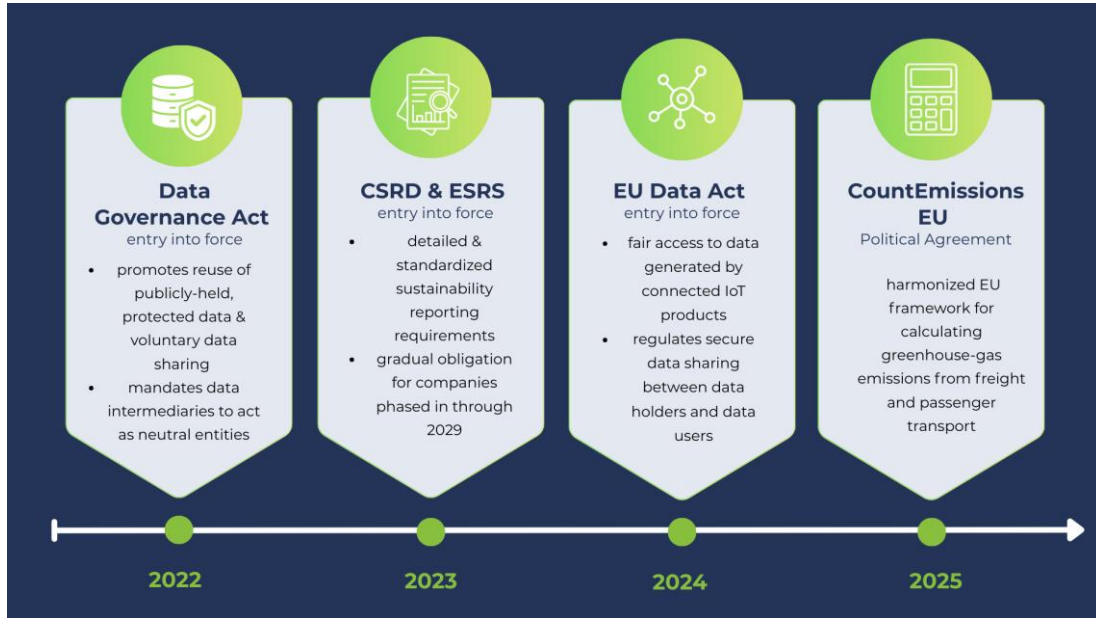 Data
Governance Act
entry into force
• promotes reuse of
publicly-held,
protected data &
voluntary data
sharing
• mandates data
intermediaries to act
as neutral entities
CSRD & ESRS
entry into force
• detailed &
standardized
sustainability
reporting
requirements
• gradual obligation
for companies
phased in through
2029
EU Data Act
entry into force
• fair access to data
generated by
connected IoT
products
• regulates secure
data sharing
between data
holders and data
users
CountEmissions
EU
Political Agreement
harmonized EU
framework for
calculating
greenhouse-gas
emissions from freight
and passenger
transport
2022
2023
2024
2025